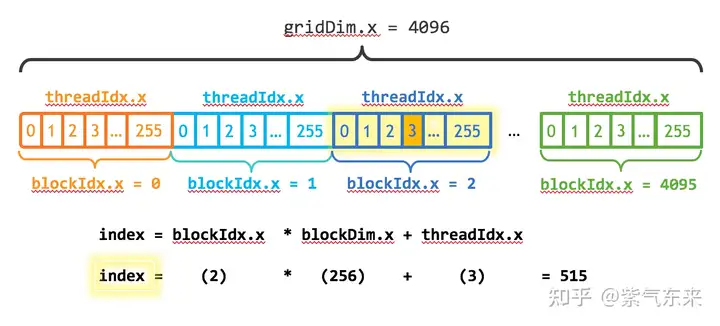 gridDim.x = 4096
threadIdx.x threadIdx.x threadIdx.x threadIdx.x
0 1 2 3 ... 255 0 1 2 3 ... 255 0 1 2 3 ... 255 ... 0 1 2 3 ... 255
blockIdx.x = 0 blockIdx.x = 1 blockIdx.x = 2 blockIdx.x = 4095
index = blockIdx.x * blockDim.x + threadIdx.x
index = (2) * (256) + (3) = 515
知乎 @紫气东来